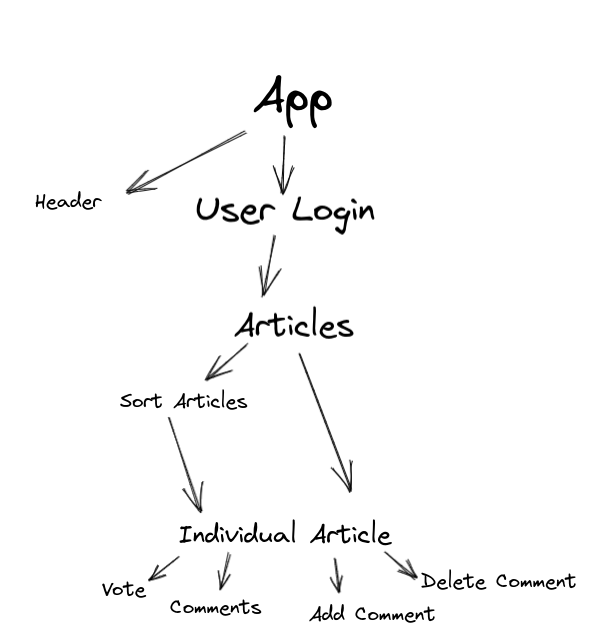 App
Header
User Login
Articles
Sort Articles
Individual Article
Vote
Comments
Add Comment
Delete Comment